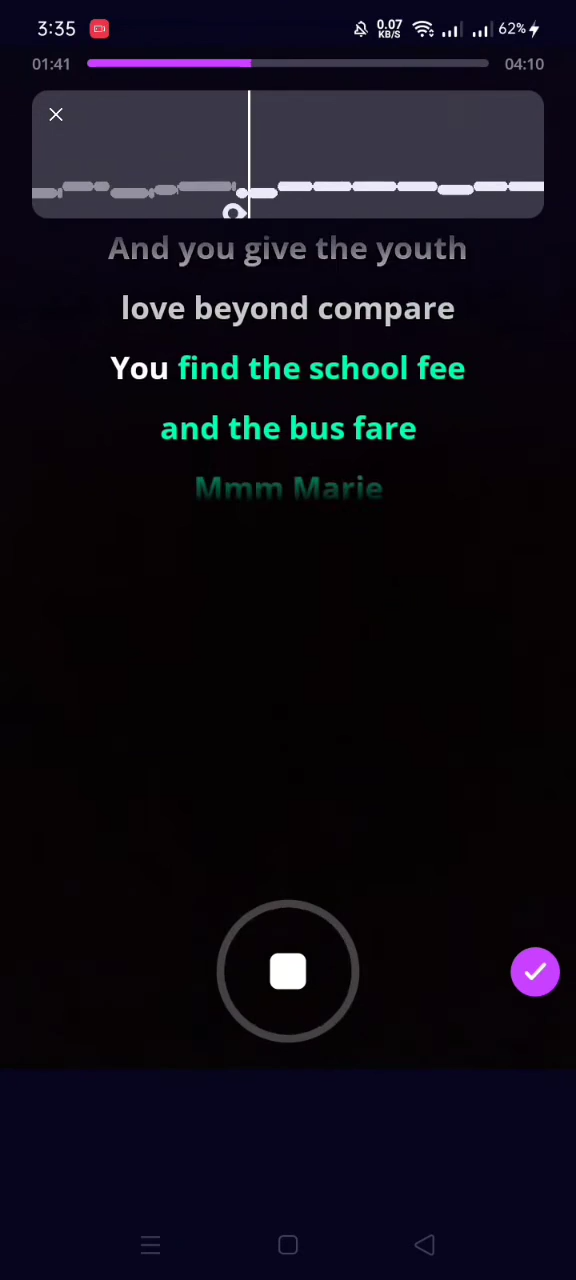 3:35
0.07
KB/S
62%
01:41
04:10
And you give the youth
love beyond compare
You find the school fee
and the bus fare
Mmm Marie